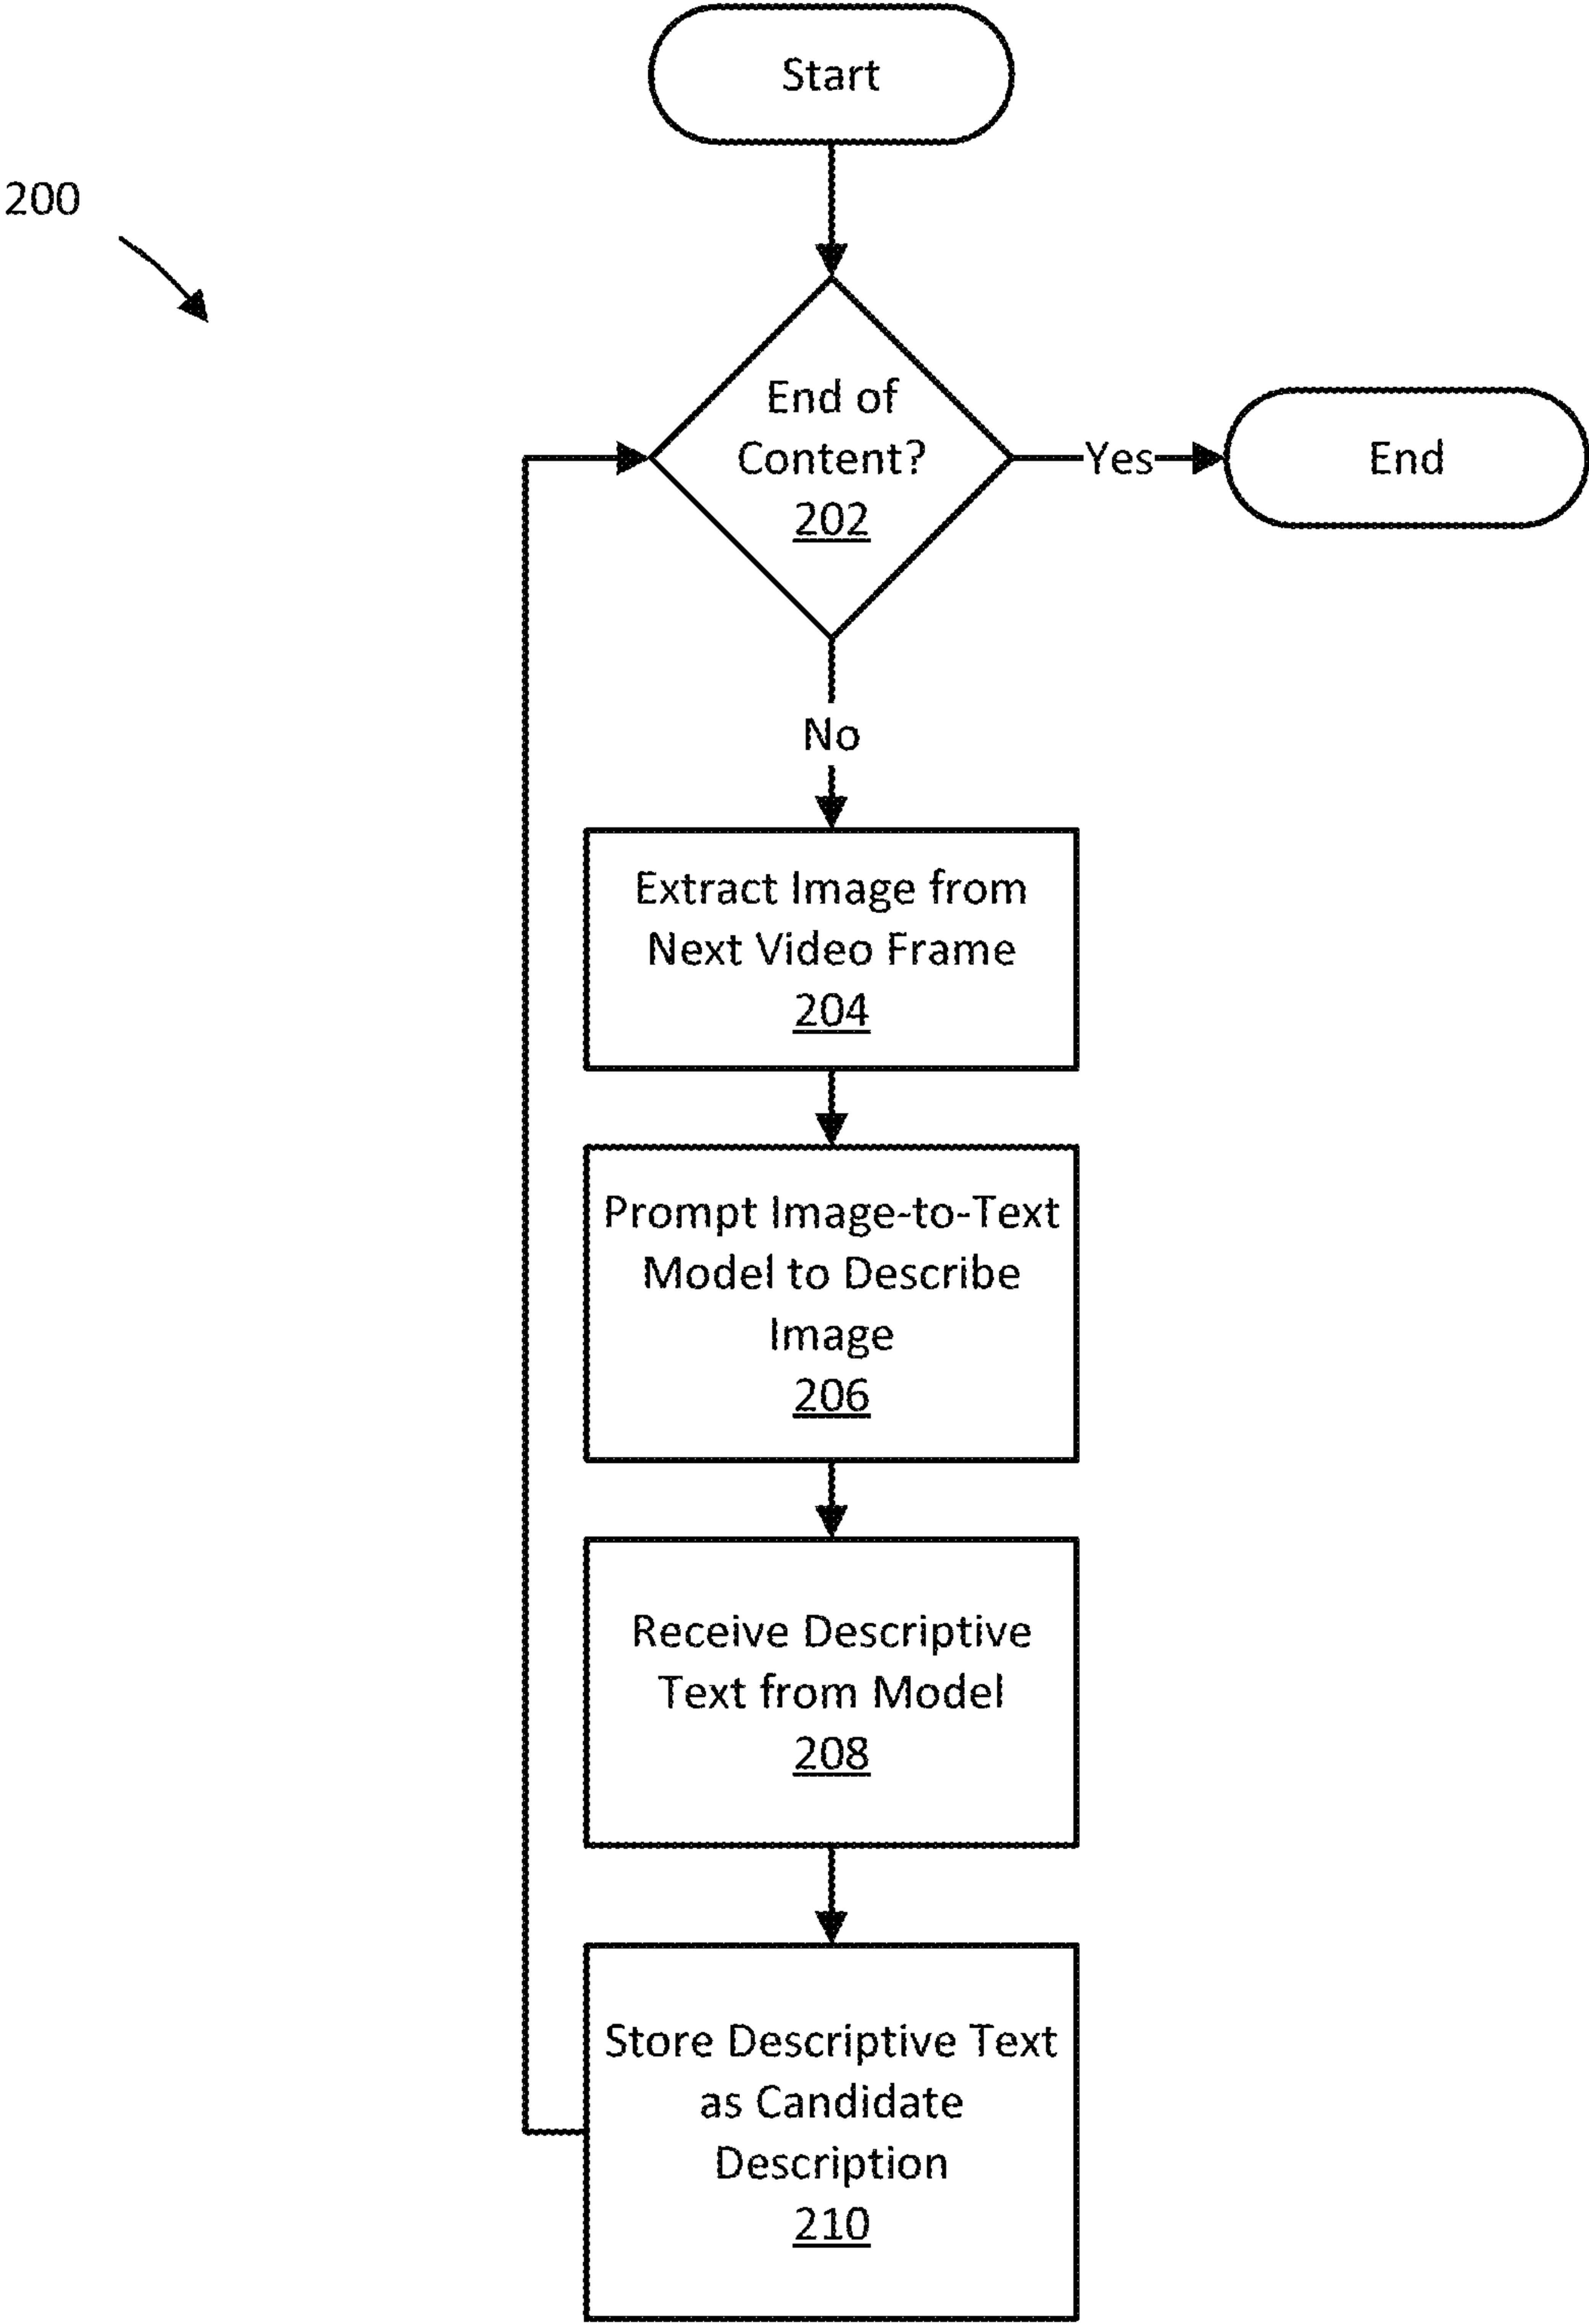 Start
200
End of
Content?
202
Yes
End
No
Extract Image from
Next Video Frame
204
Prompt Image-to-Text
Model to Describe
Image
206
Receive Descriptive
Text from Model
208
Store Descriptive Text
as Candidate
Description
210